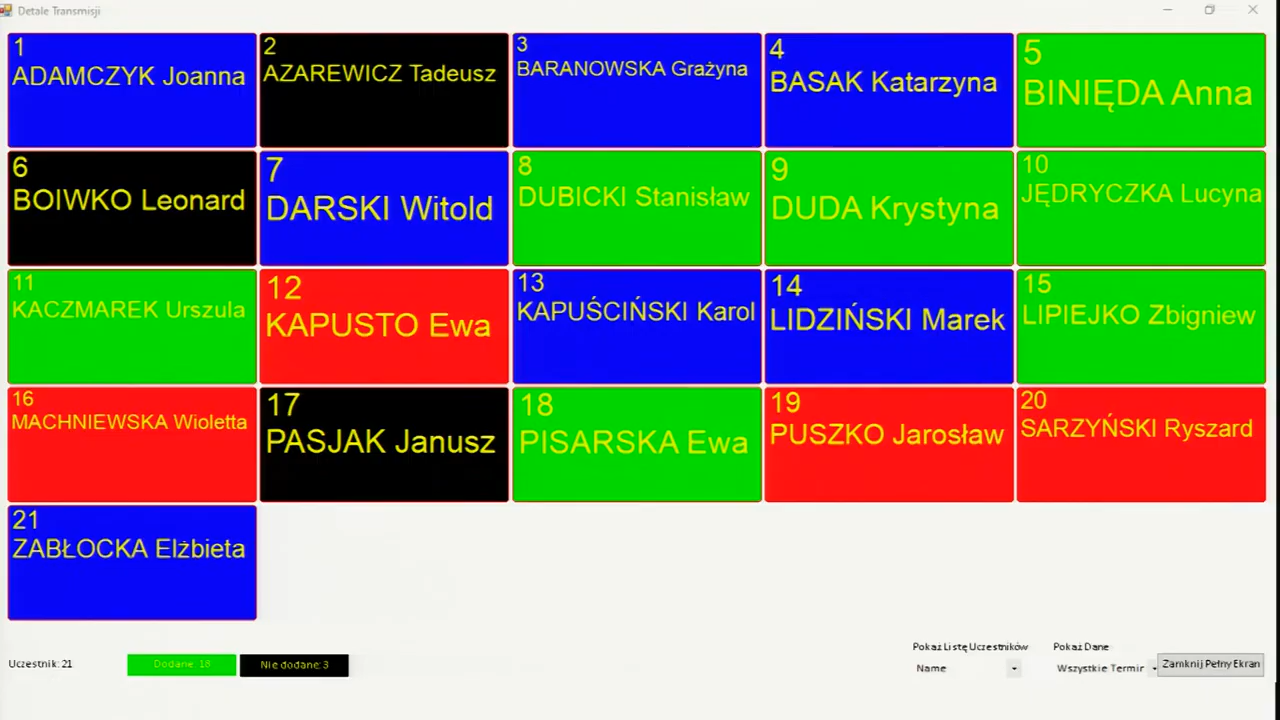 Detale Transmisji
1
ADAMCZYK Joanna
2
AZAREWICZ Tadeusz
3
BARANOWSKA Grażyna
4
BASAK Katarzyna
5
BINIĘDA Anna
6
BOIWKO Leonard
7
DARSKI Witold
8
DUBICKI Stanisław
9
DUDA Krystyna
10
JĘDRYCZKA Lucyna
11
KACZMAREK Urszula
12
KAPUSTO Ewa
13
KAPUŚCIŃSKI Karol
14
LIDZIŃSKI Marek
15
LIPIEJKO Zbigniew
16
MACHNIEWSKA Wioletta
17
PASJAK Janusz
18
PISARSKA Ewa
19
PUSZKO Jarosław
20
SARZYŃSKI Ryszard
21
ZABŁOCKA Elżbieta
Uczestnik: 21
Dodane: 18
Nie dodane: 3
Pokaż Listę Uczestników
Name
Pokaż Dane
Wszystkie Termir
Zamknij Pełny Ekran